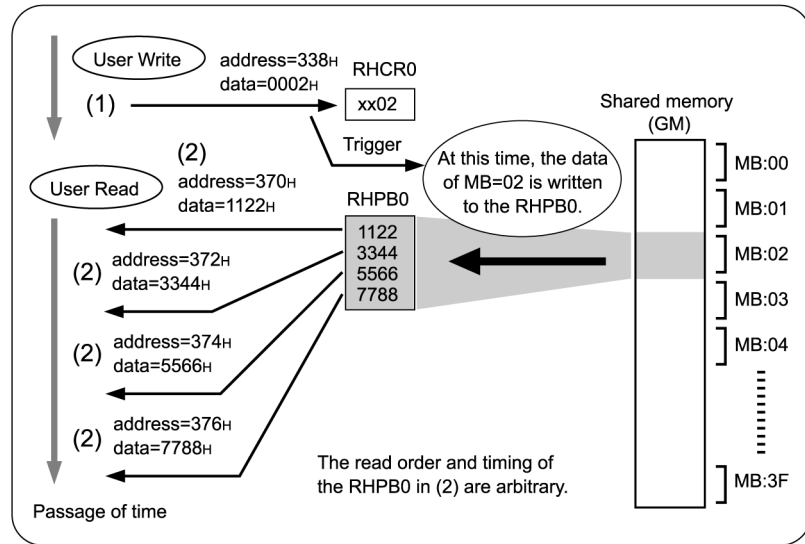 User Write
address=338H
data=0002H
RHCR0
(1)
xx02
Trigger
Shared memory
(GM)
At this time, the data
of MB=02 is written
to the RHPB0.
MB:00
MB:01
MB:02
MB:03
MB:04
MB:3F
User Read
(2)
address=370H
data=1122H
RHPB0
1122
3344
5566
7788
(2)
address=372H
data=3344H
(2)
address=374H
data=5566H
(2)
address=376H
data=7788H
The read order and timing of
the RHPB0 in (2) are arbitrary.
Passage of time